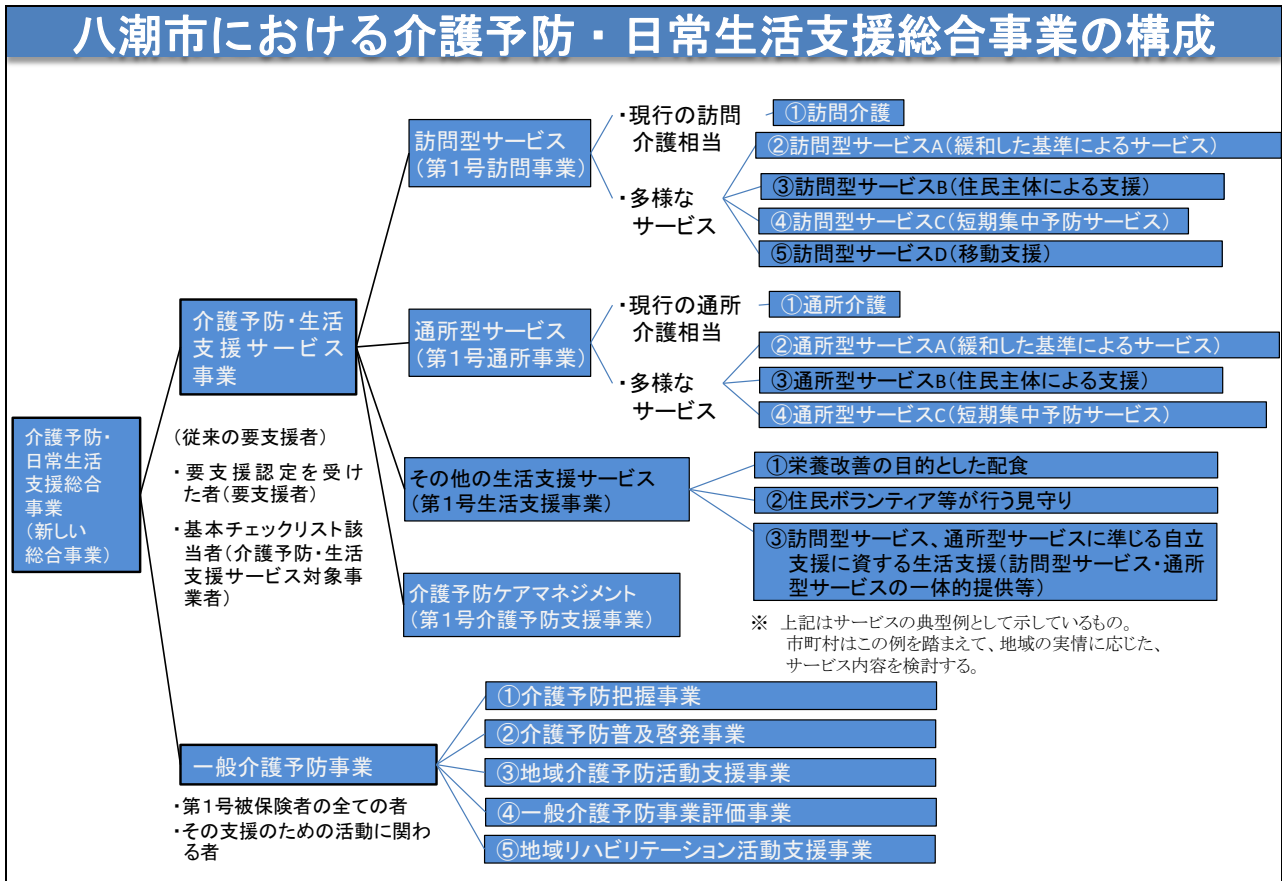 八潮市における介護予防・日常生活支援総合事業の構成
介護予防・
日常生活
支援総合
事業
(新しい
総合事業)
介護予防・生活
支援サービス
事業
(従来の要支援者)
・要支援認定を受け
た者(要支援者)
・基本チェックリスト該
当者(介護予防・生活
支援サービス対象事
業者)
訪問型サービス
(第1号訪問事業)
・現行の訪問
介護相当
①訪問介護
・多様な
サービス
②訪問型サービスA(緩和した基準によるサービス)
③訪問型サービスB(住民主体による支援)
④訪問型サービスC(短期集中予防サービス)
⑤訪問型サービスD(移動支援)
通所型サービス
(第1号通所事業)
・現行の通所
介護相当
①通所介護
・多様な
サービス
②通所型サービスA(緩和した基準によるサービス)
③通所型サービスB(住民主体による支援)
④通所型サービスC(短期集中予防サービス)
その他の生活支援サービス
(第1号生活支援事業)
①栄養改善の目的とした配食
②住民ボランティア等が行う見守り
③訪問型サービス、通所型サービスに準じる自立
支援に資する生活支援(訪問型サービス・通所
型サービスの一体的提供等)
介護予防ケアマネジメント
(第1号介護予防支援事業)
※ 上記はサービスの典型例として示しているもの。
市町村はこの例を踏まえて、地域の実情に応じた、
サービス内容を検討する。
一般介護予防事業
・第1号被保険者の全ての者
・その支援のための活動に関わ
る者
①介護予防把握事業
②介護予防普及啓発事業
③地域介護予防活動支援事業
④一般介護予防事業評価事業
⑤地域リハビリテーション活動支援事業